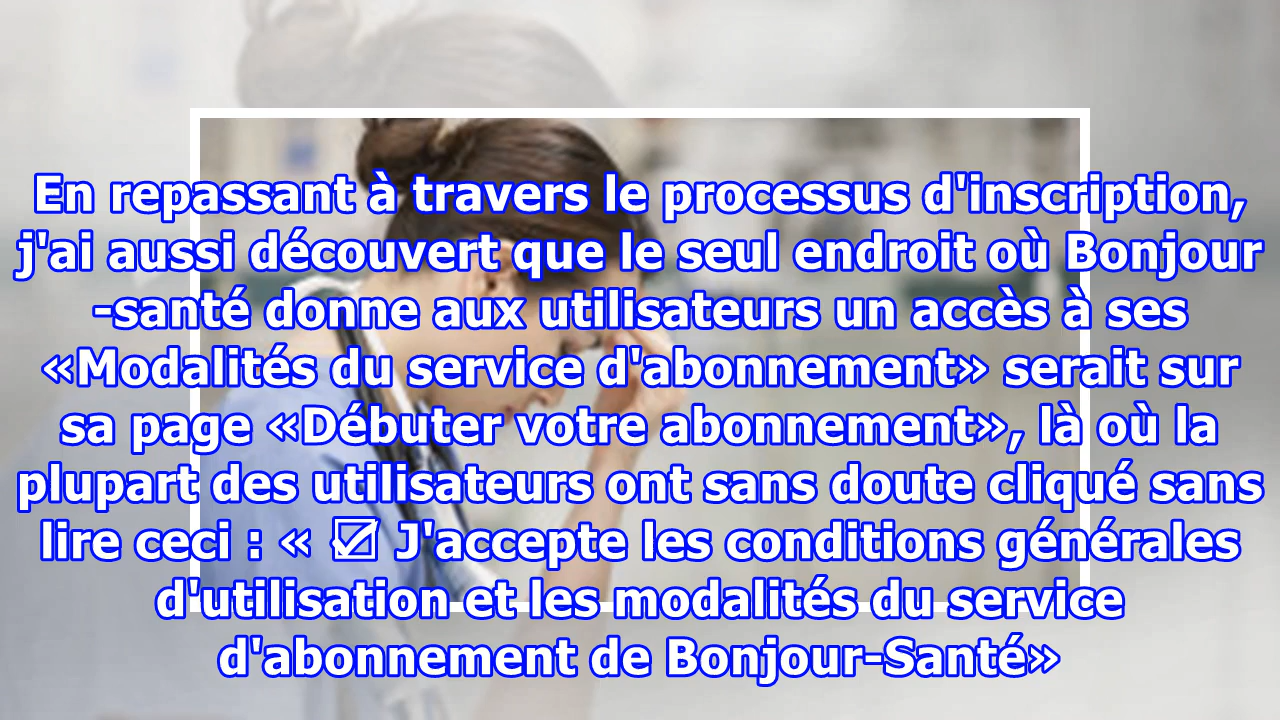 En repassant à travers le processus d'inscription,
j'ai aussi découvert que le seul endroit où Bonjour
-santé donne aux utilisateurs un accès à ses
«Modalités du service d'abonnement» serait sur
sa page «Débuter votre abonnement», là où la
plupart des utilisateurs ont sans doute cliqué sans
lire ceci : « ☑ J'accepte les conditions générales
d'utilisation et les modalités du service
d'abonnement de Bonjour-Santé»